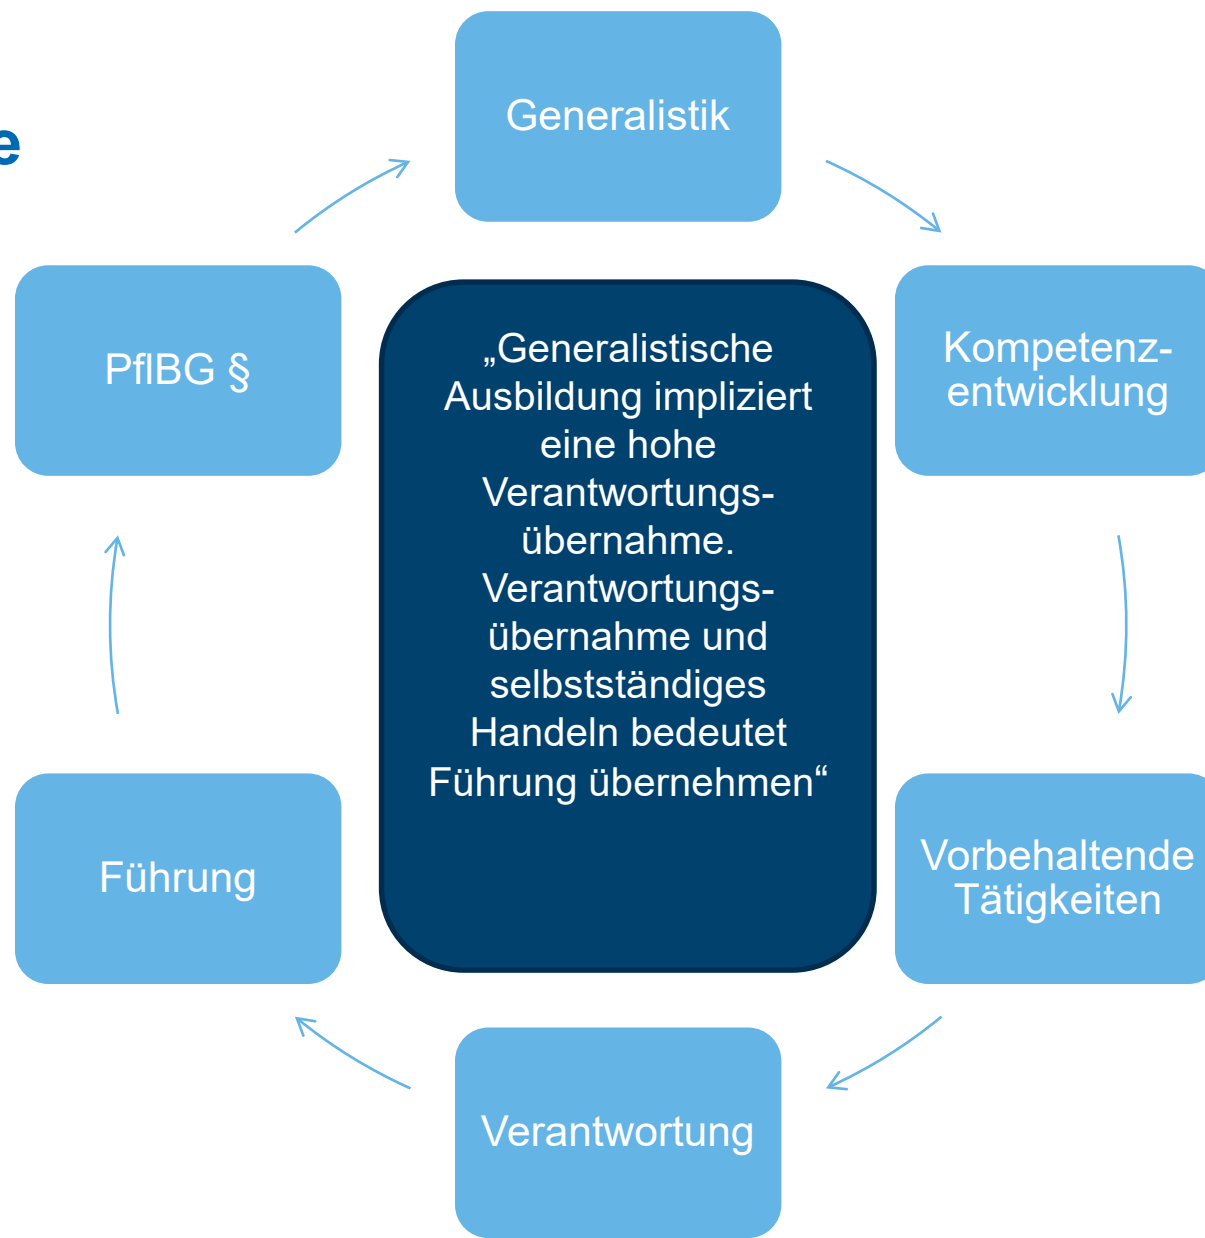 e
Generalistik
Kompetenz-
entwicklung
Vorbehaltende
Tätigkeiten
Verantwortung
Führung
PflBG §
„Generalistische
Ausbildung impliziert
eine hohe
Verantwortungs-
übernahme.
Verantwortungs-
übernahme und
selbstständiges
Handeln bedeutet
Führung übernehmen“